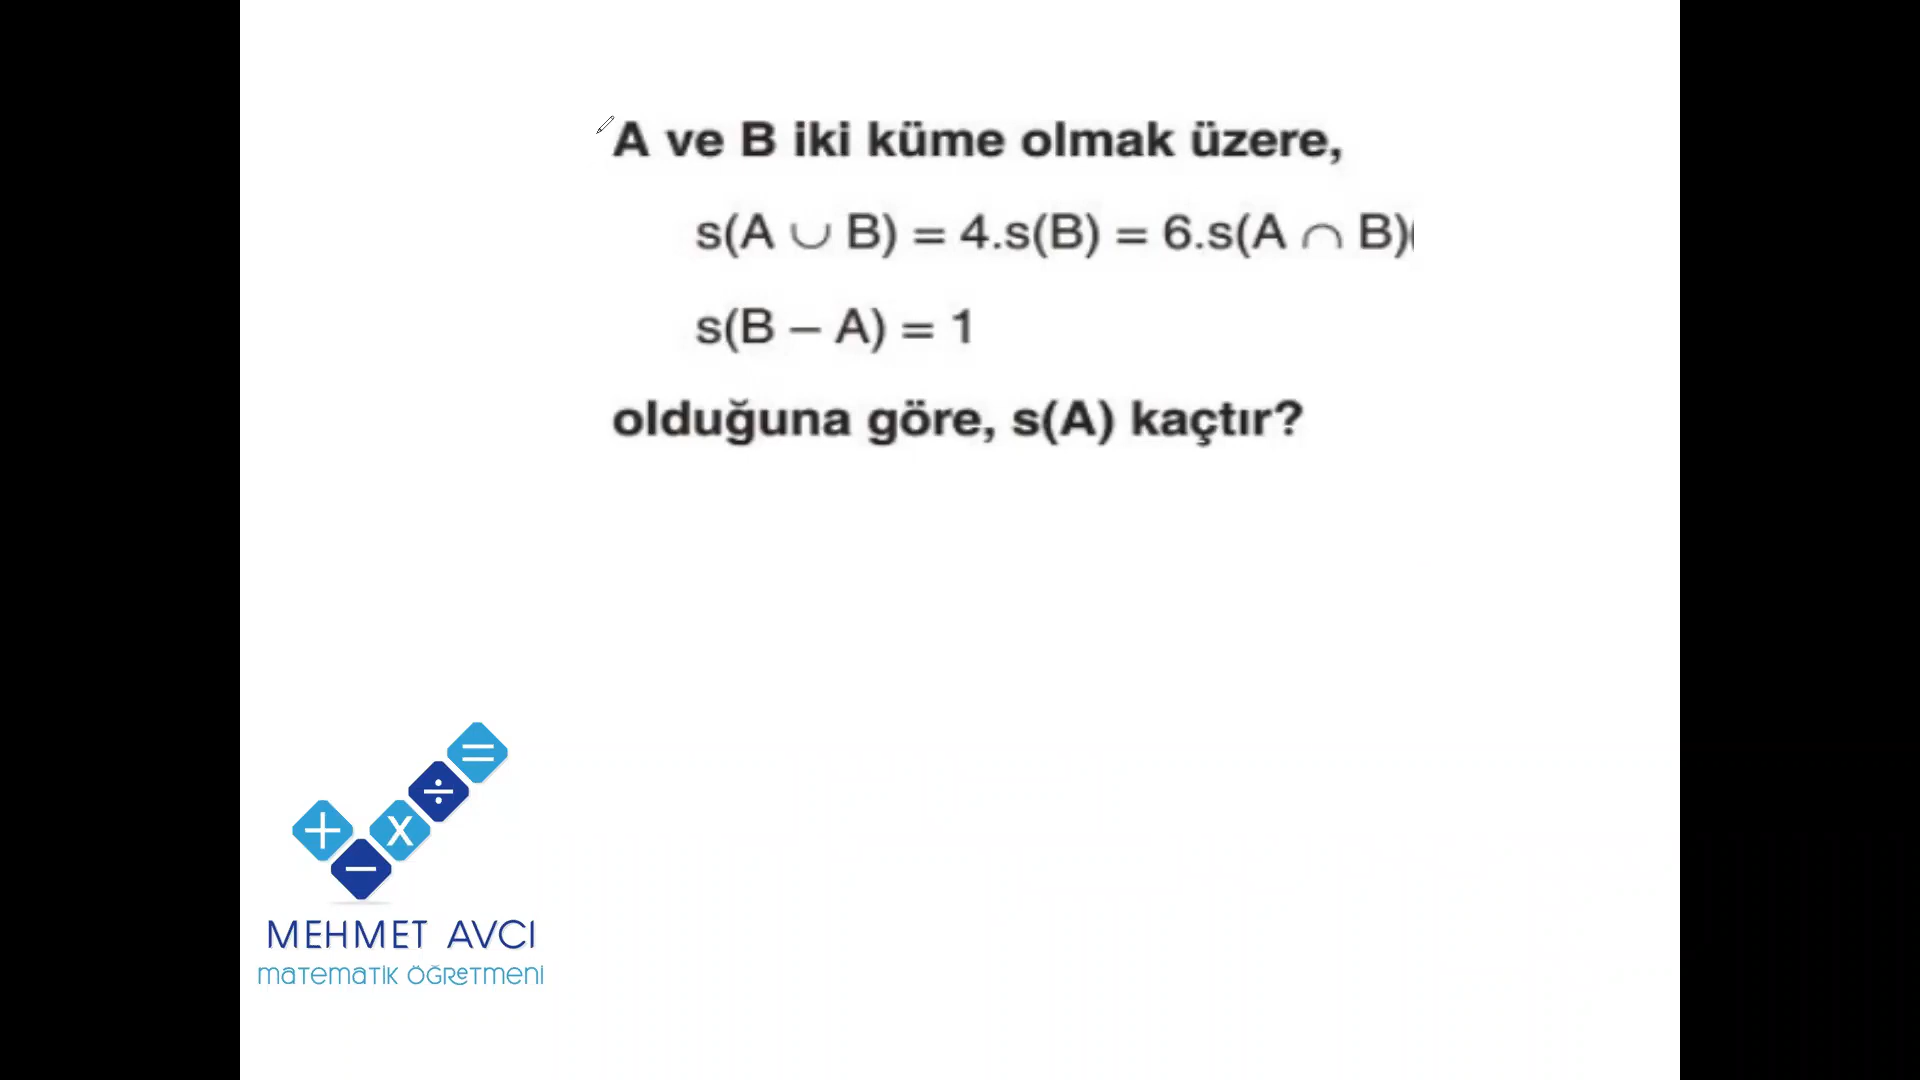 A ve B iki küme olmak üzere,
s(A ∪ B) = 4.s(B) = 6.s(A ∩ B)
s(B – A) = 1
olduğuna göre, s(A) kaçtır?
+ – x ÷ =
MEHMET AVCI
matematik ÖĞRETMENİ